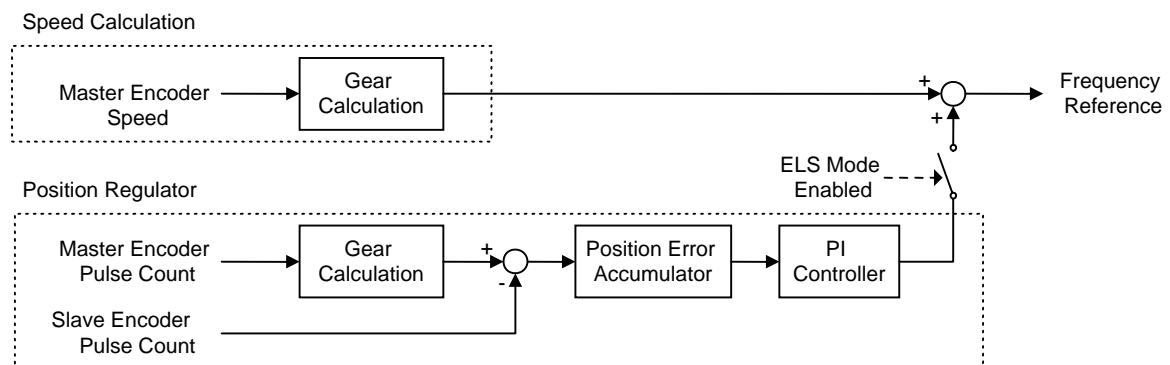 Speed Calculation
Master Encoder
Speed
Gear
Calculation
+
+
Frequency
Reference
ELS Mode
Enabled
Position Regulator
Master Encoder
Pulse Count
Gear
Calculation
+
-
Position Error
Accumulator
PI
Controller
Slave Encoder
Pulse Count